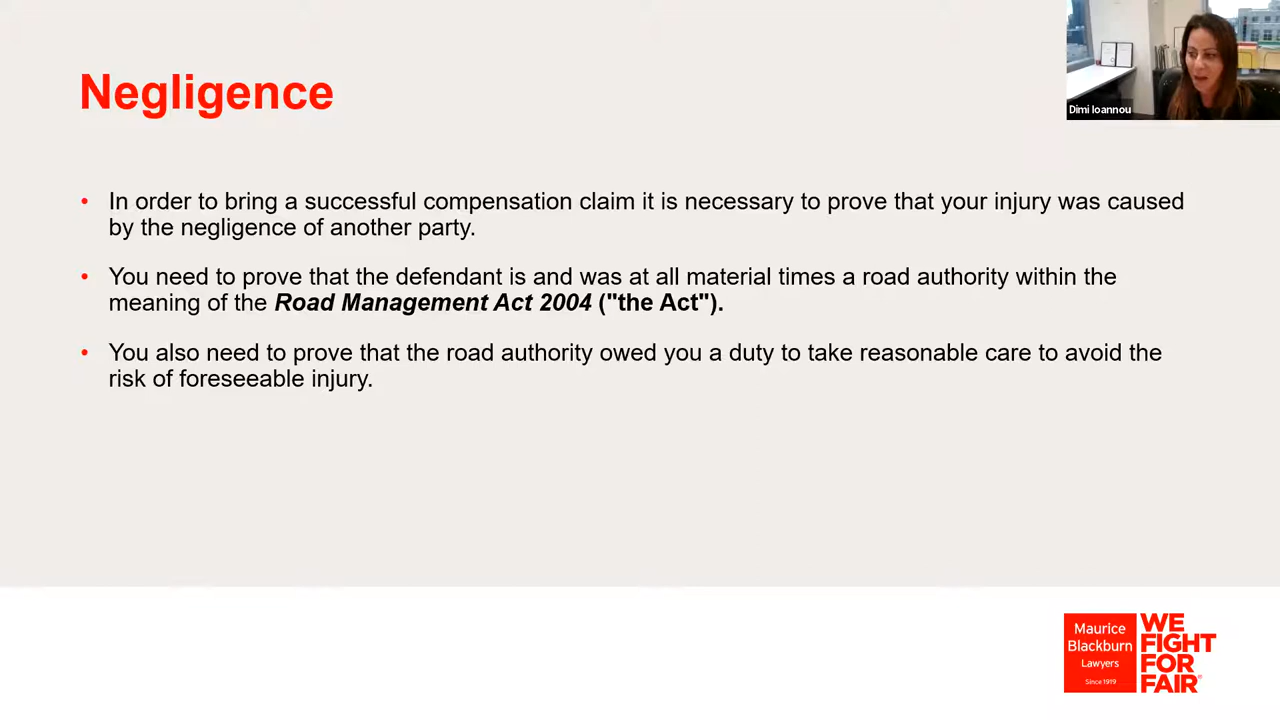 Negligence
Dimi Ioannou
• In order to bring a successful compensation claim it is necessary to prove that your injury was caused
by the negligence of another party.
• You need to prove that the defendant is and was at all material times a road authority within the
meaning of the Road Management Act 2004 ("the Act").
• You also need to prove that the road authority owed you a duty to take reasonable care to avoid the
risk of foreseeable injury.
Maurice
Blackburn
Lawyers
Since 1919
WE
FIGHT
FOR
FAIR